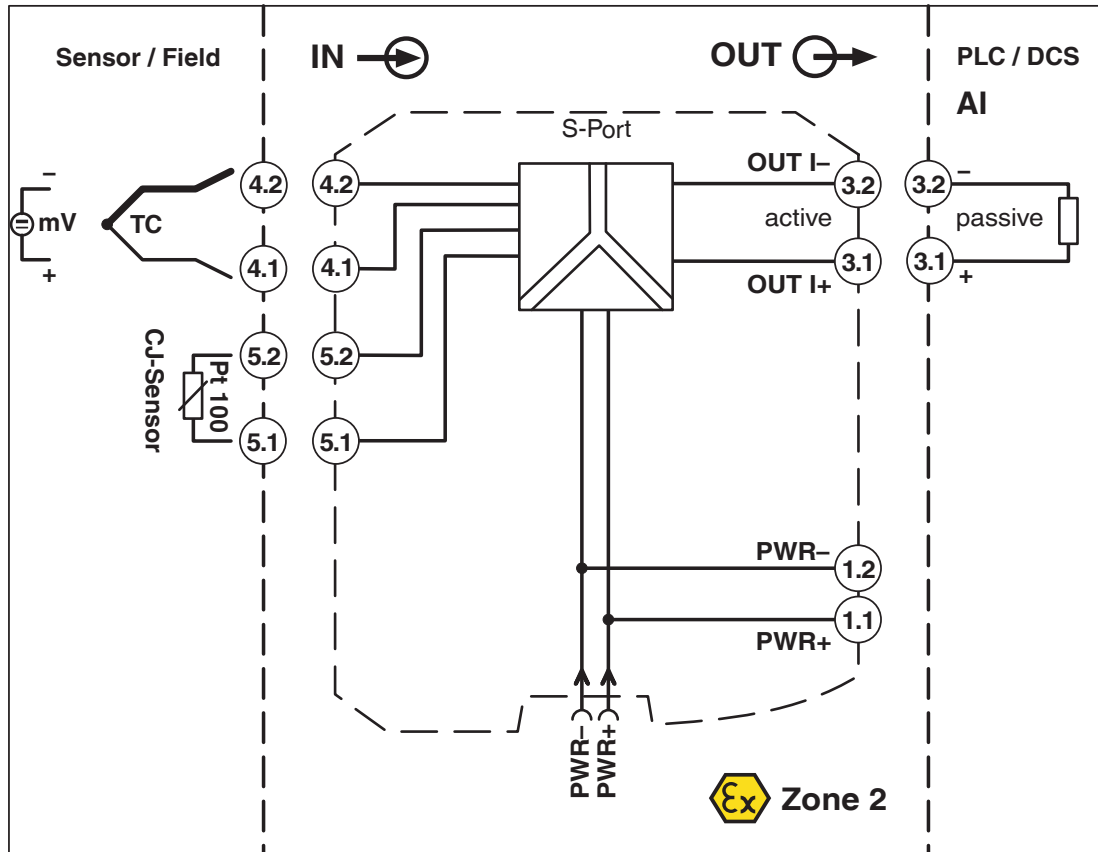 Sensor / Field
IN
OUT
PLC / DCS
AI
S-Port
–
mV
+
TC
4.2
4.1
CJ-Sensor
Pt 100
5.2
5.1
4.2
4.1
5.2
5.1
OUT I–
active
OUT I+
3.2
3.1
3.2
–
passive
3.1
+
PWR–
1.2
1.1
PWR+
PWR–
PWR+
Ex
Zone 2